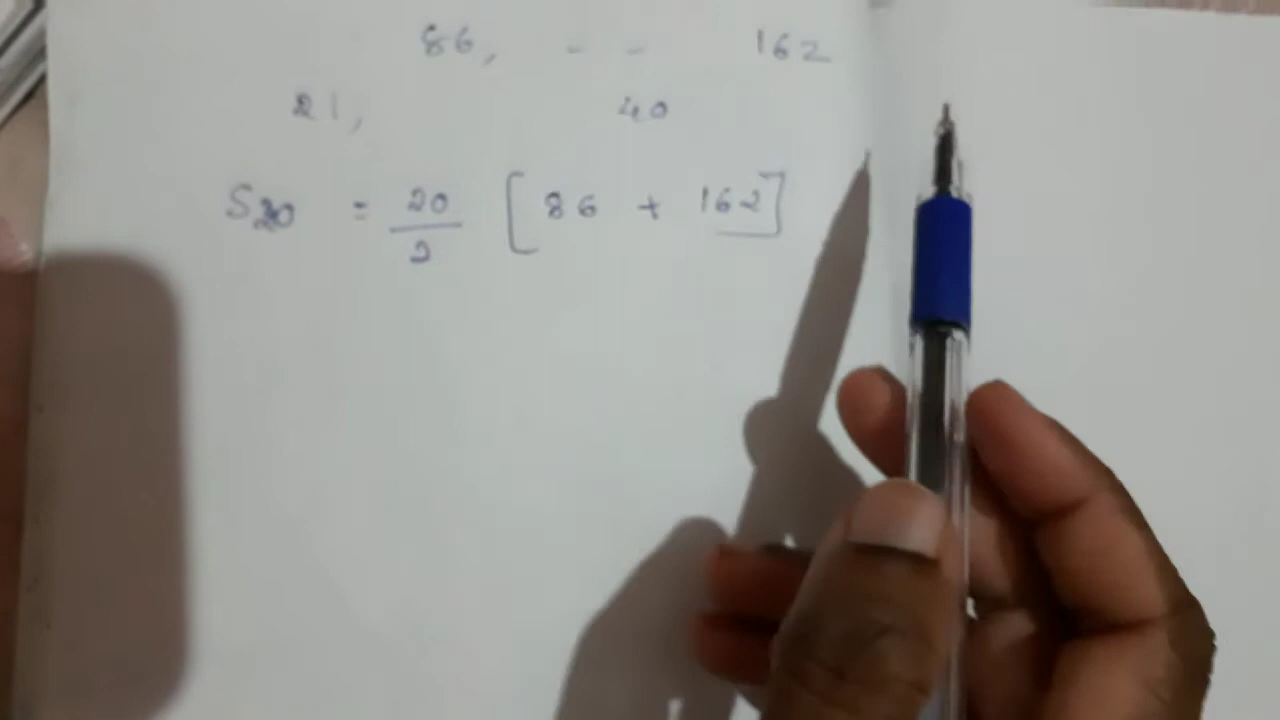 86, - - 162
21, 40
S20 = 20/2 [86 + 162]